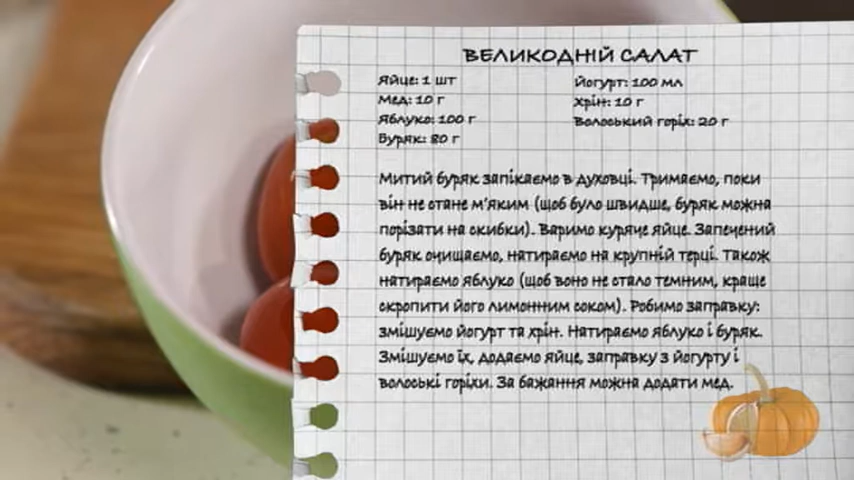 ВЕЛИКОДНІЙ САЛАТ
Яйце: 1 шт
Мед: 10 г
Яблуко: 100 г
Буряк: 80 г
Йогурт: 100 мл
Хрін: 10 г
Волоський горіх: 20 г
Митий буряк запікаємо в духовці. Тримаємо, поки
він не стане м'яким (щоб було швидше, буряк можна
порізати на скибки). Варимо куряче яйце. Запечений
буряк очищаємо, натираємо на крупній терці. Також
натираємо яблуко (щоб воно не стало темним, краще
скропити його лимонним соком). Робимо заправку:
змішуємо йогурт та хрін. Натираємо яблуко і буряк.
Змішуємо їх, додаємо яйце, заправку з йогурту і
волоські горіхи. За бажання можна додати мед.